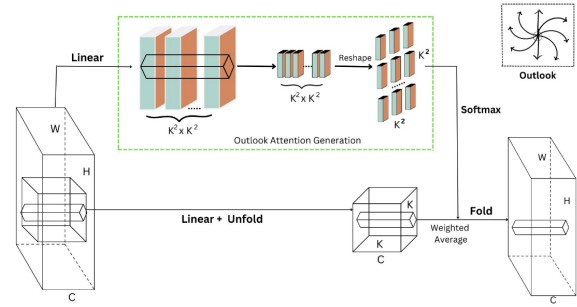 Linear
K² x K²
Reshape
K² x K²
K²
K²
Outlook Attention Generation
Outlook
Softmax
W
H
C
Linear + Unfold
K
K
C
Weighted
Average
Fold
W
H
C